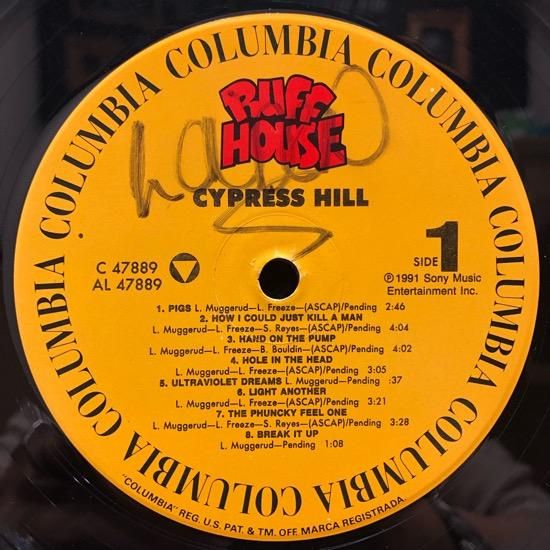 COLUMBIA COLUMBIA COLUMBIA COLUMBIA COLUMBIA COLUMBIA COLUMBIA COLUMBIA
RUFF
HOUSE
CYPRESS HILL
C 47889
AL 47889
SIDE 1
℗1991 Sony Music
Entertainment Inc.
1. PIGS L. Muggerud—L. Freeze—(ASCAP)/Pending 2:46
2. HOW I COULD JUST KILL A MAN
L. Muggerud—L. Freeze—S. Reyes—(ASCAP)/Pending 4:04
3. HAND ON THE PUMP
L. Muggerud—L. Freeze—B. Bouldin—(ASCAP)/Pending 4:02
4. HOLE IN THE HEAD
L. Muggerud—L. Freeze—(ASCAP)/Pending 3:05
5. ULTRAVIOLET DREAMS L. Muggerud—Pending :37
6. LIGHT ANOTHER
L. Muggerud—L. Freeze—(ASCAP)/Pending 3:21
7. THE PHUNCKY FEEL ONE
L. Muggerud—L. Freeze—S. Reyes—(ASCAP)/Pending 3:28
8. BREAK IT UP
L. Muggerud—Pending 1:08
"COLUMBIA" REG. U.S. PAT. & TM. OFF. MARCA REGISTRADA.